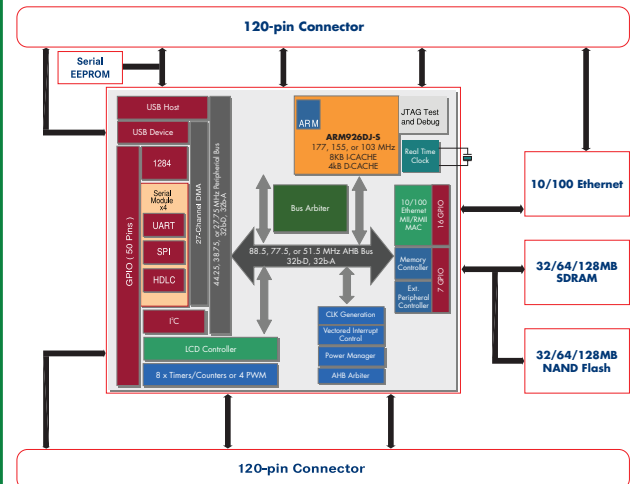 120-pin Connector
Serial
EEPROM
USB Host
USB Device
1284
Serial
Module
x4
UART
SPI
HDLC
I²C
GPIO ( 50 Pins )
27-Channel DMA
44.25, 38.75, or 27.75 MHz Peripheral Bus
32b-D, 32b-A
LCD Controller
8 x Timers/Counters or 4 PWM
ARM
ARM926DJ-S
177, 155, or 103 MHz
8KB I-CACHE
4kB D-CACHE
JTAG Test
and Debug
Real Time
Clock
Bus Arbiter
88.5, 77.5, or 51.5 MHz AHB Bus
32b-D, 32b-A
10/100
Ethernet
MII/RMII
MAC
16 GPIO
Memory
Controller
Ext.
Peripheral
Controller
7 GPIO
CLK Generation
Vectored Interrupt
Control
Power Manager
AHB Arbiter
10/100 Ethernet
32/64/128MB
SDRAM
32/64/128MB
NAND Flash
120-pin Connector